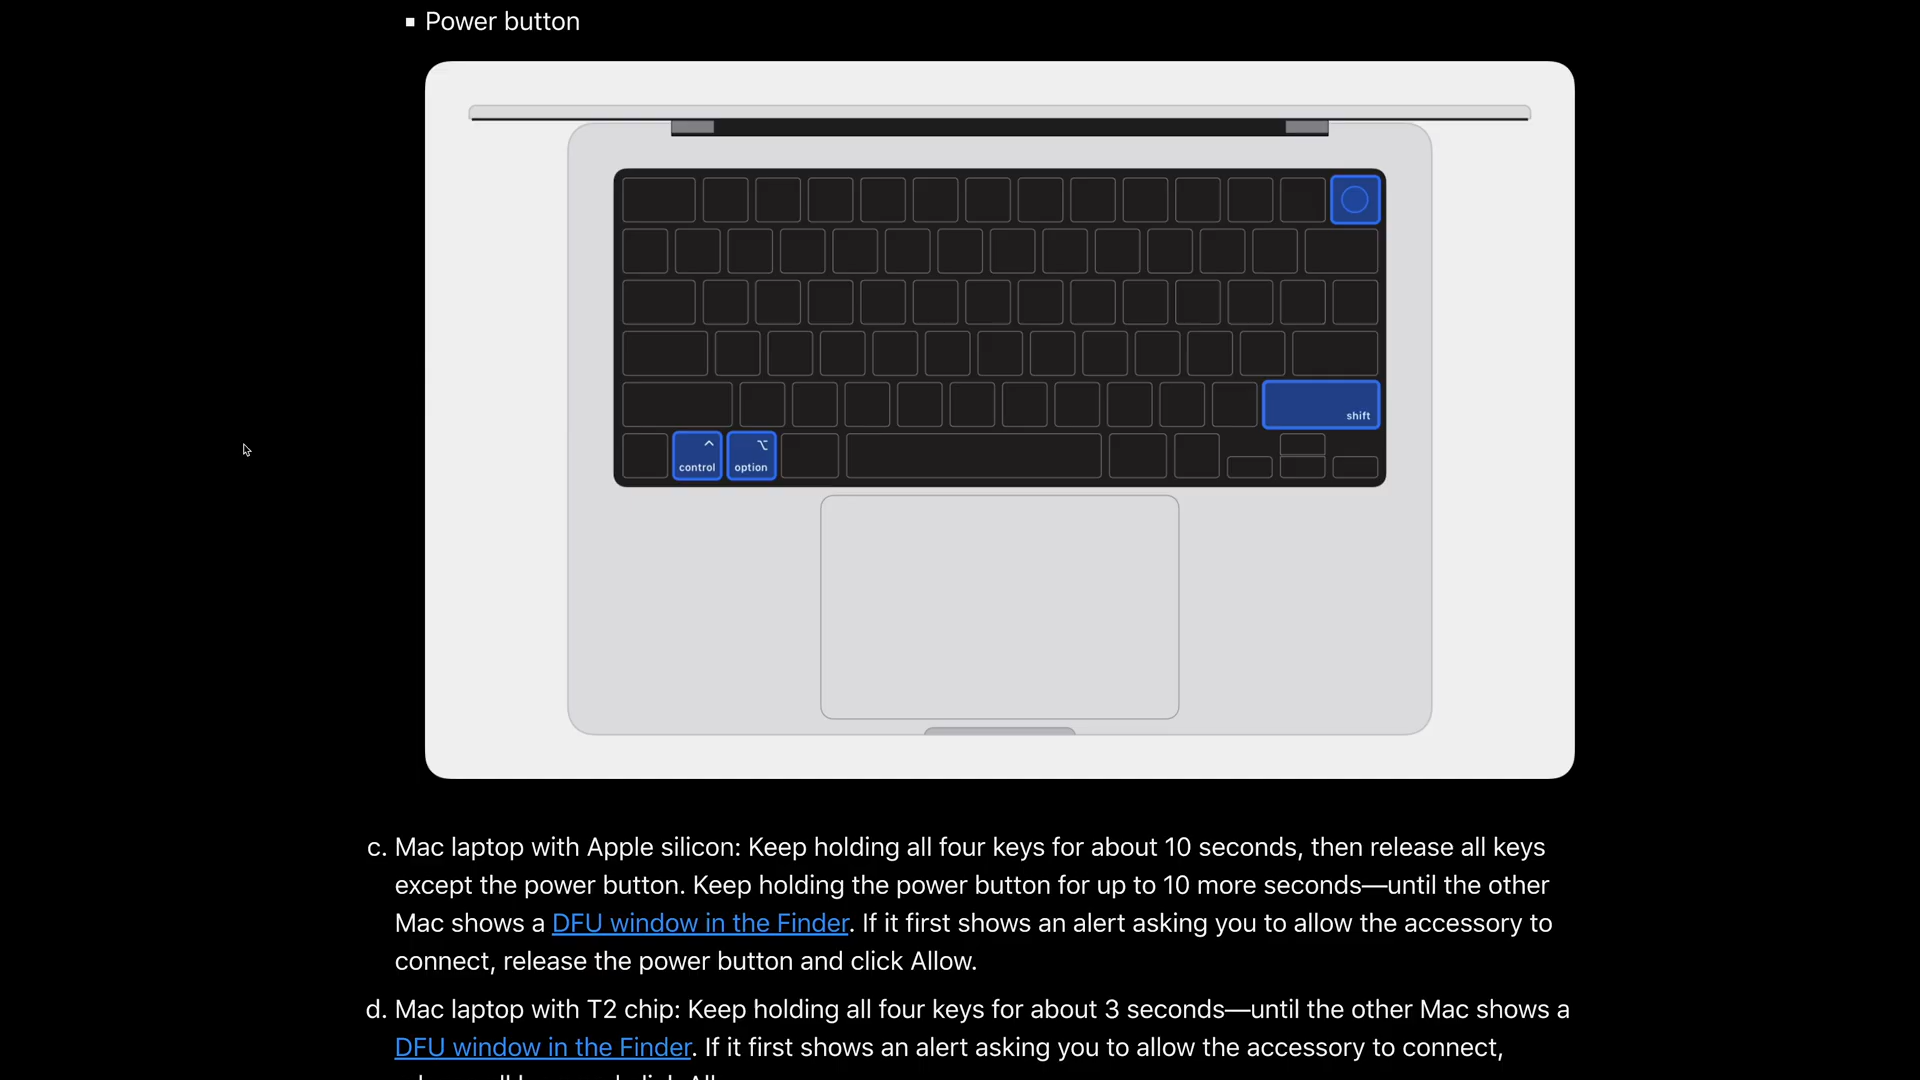 ▪ Power button
shift
^
⌥
control
option
c. Mac laptop with Apple silicon: Keep holding all four keys for about 10 seconds, then release all keys
except the power button. Keep holding the power button for up to 10 more seconds—until the other
Mac shows a DFU window in the Finder. If it first shows an alert asking you to allow the accessory to
connect, release the power button and click Allow.
d. Mac laptop with T2 chip: Keep holding all four keys for about 3 seconds—until the other Mac shows a
DFU window in the Finder. If it first shows an alert asking you to allow the accessory to connect,